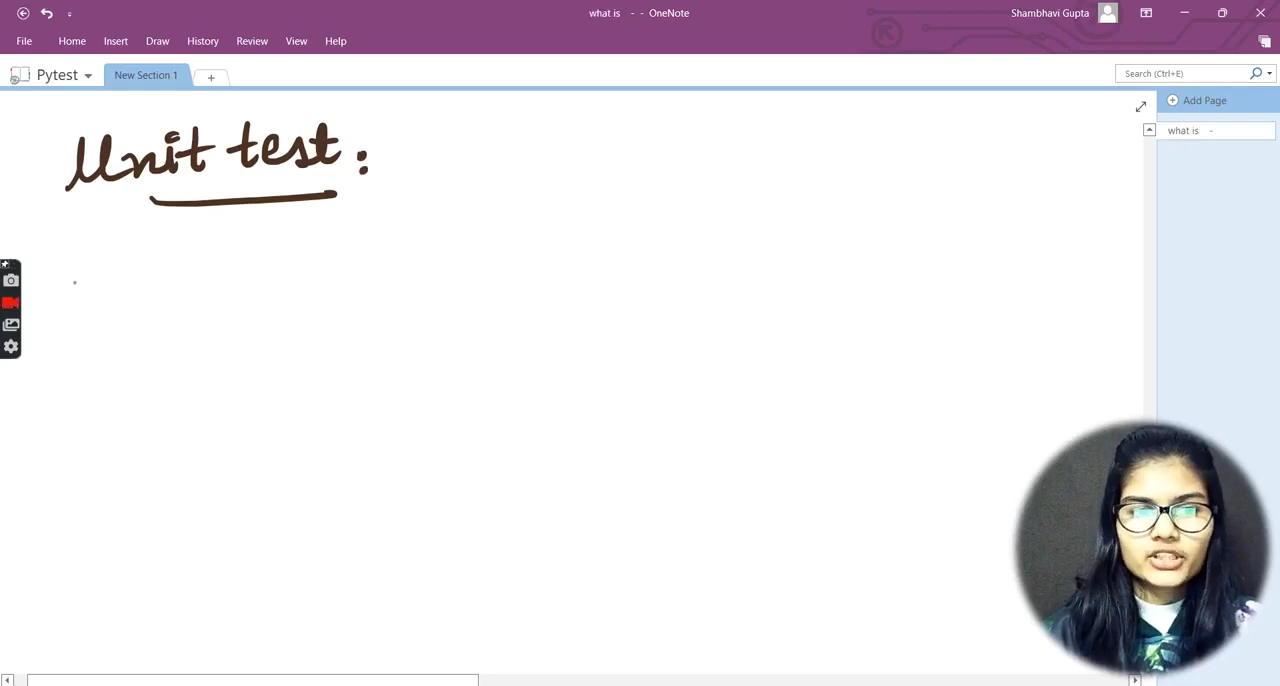 what is - - OneNote
Shambhavi Gupta
File Home Insert Draw History Review View Help
Pytest
New Section 1
+
Search (Ctrl+E)
Add Page
what is -
Unit test :